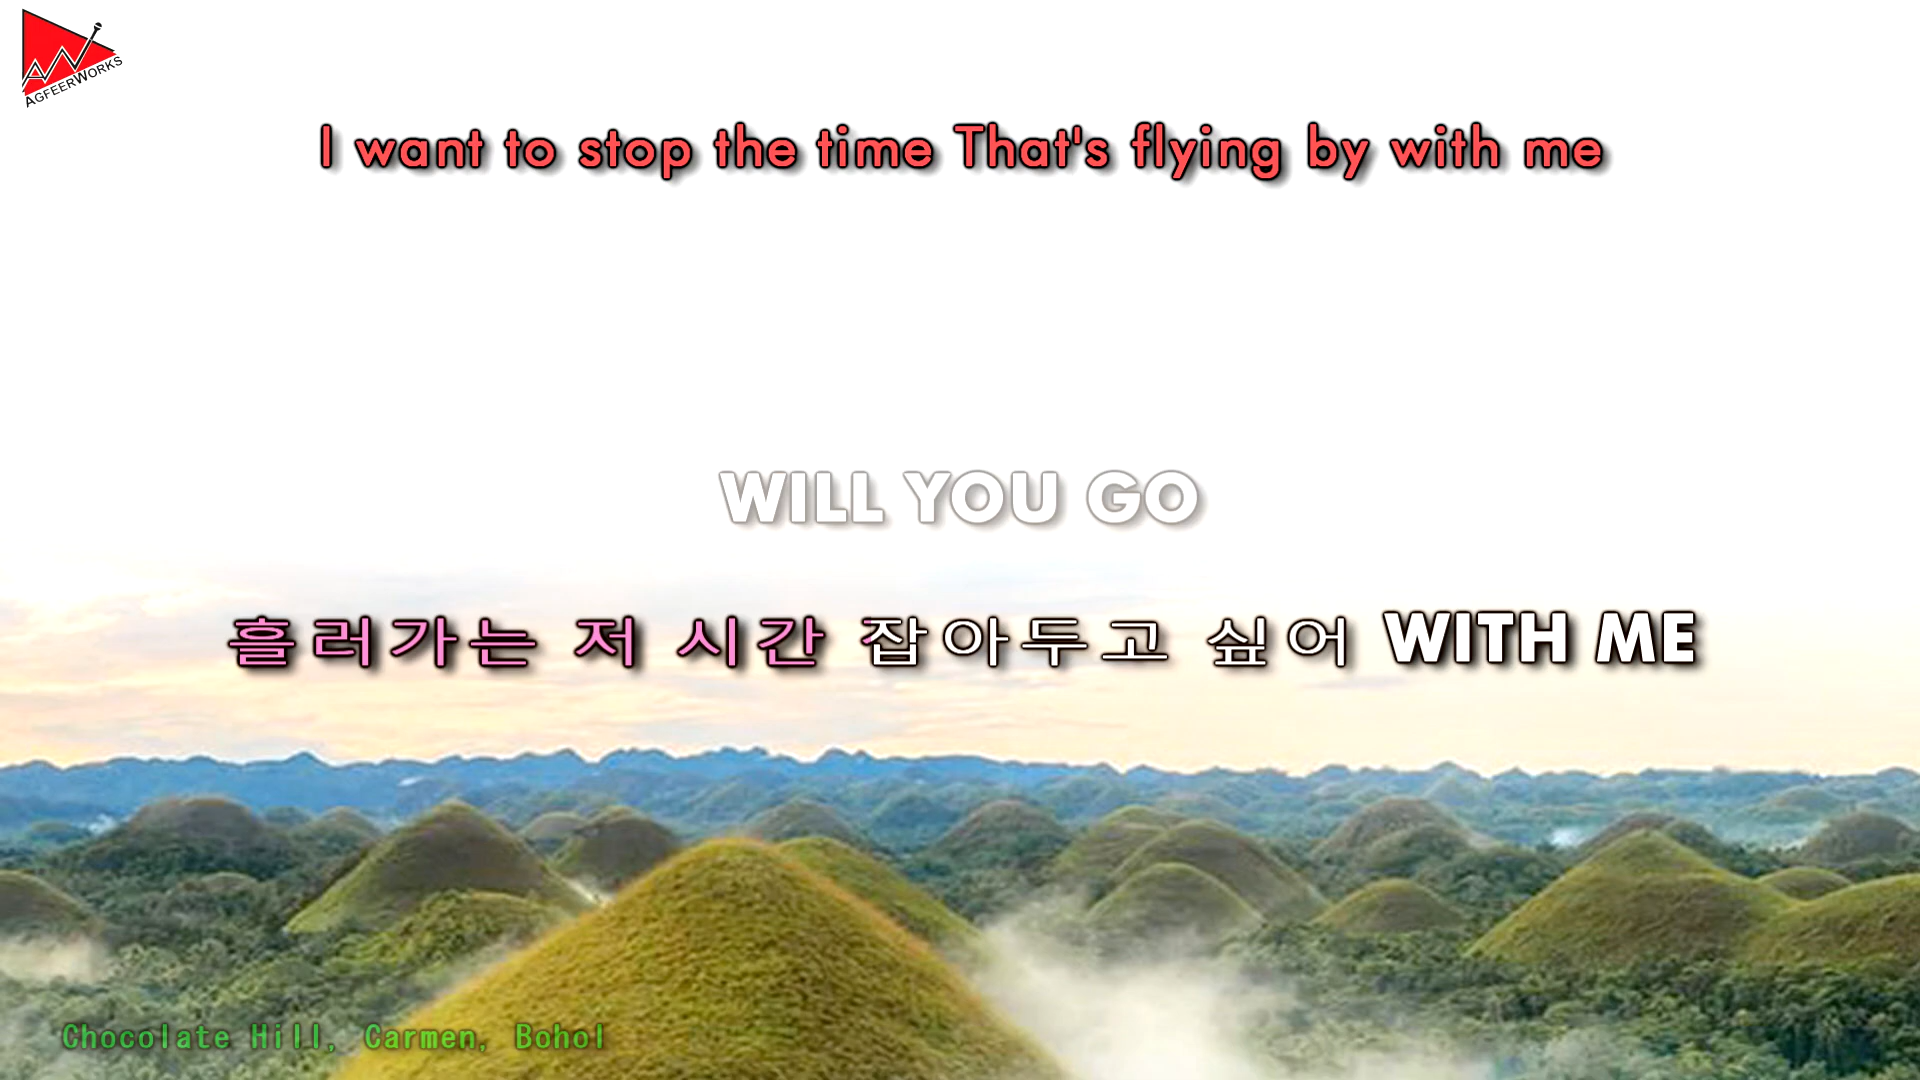 AGFEERWORKS
I want to stop the time That's flying by with me
WILL YOU GO
흘러가는 저 시간 잡아두고 싶어 WITH ME
Chocolate Hill, Carmen, Bohol